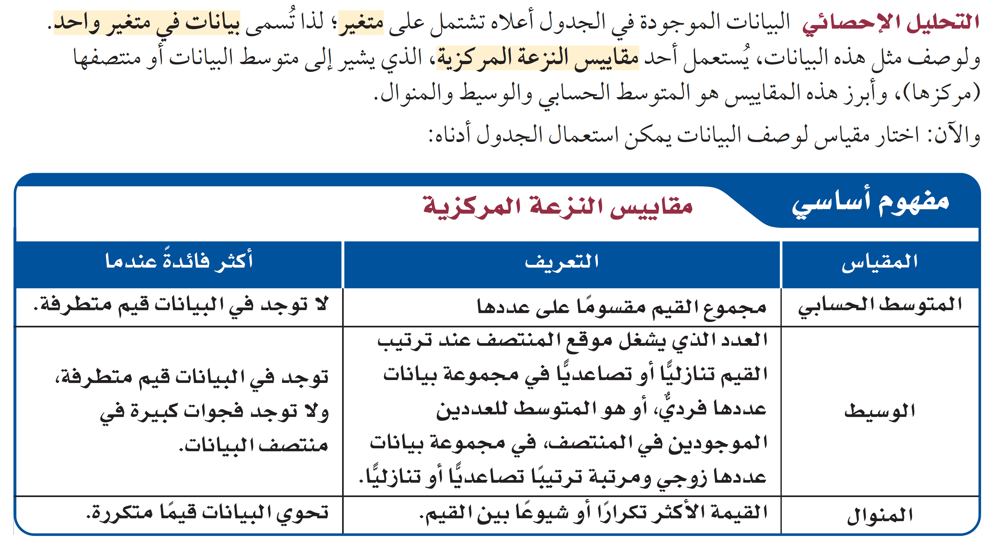 التحليل الإحصائي البيانات الموجودة في الجدول أعلاه تشتمل على متغير؛ لذا تُسمى بيانات في متغير واحد.
ولوصف مثل هذه البيانات، يُستعمل أحد مقاييس النزعة المركزية، الذي يشير إلى متوسط البيانات أو منتصفها
(مركزها)، وأبرز هذه المقاييس هو المتوسط الحسابي والوسيط والمنوال.
والآن: اختار مقياس لوصف البيانات يمكن استعمال الجدول أدناه:
مفهوم أساسي
مقاييس النزعة المركزية
المقياس
التعريف
أكثر فائدةً عندما
المتوسط الحسابي
مجموع القيم مقسومًا على عددها
لا توجد في البيانات قيم متطرفة.
الوسيط
العدد الذي يشغل موقع المنتصف عند ترتيب
القيم تنازليًّا أو تصاعديًّا في مجموعة بيانات
عددها فرديٌّ، أو هو المتوسط للعددين
الموجودين في المنتصف، في مجموعة بيانات
عددها زوجي ومرتبة ترتيبًا تصاعديًّا أو تنازليًّا.
توجد في البيانات قيم متطرفة،
ولا توجد فجوات كبيرة في
منتصف البيانات.
المنوال
القيمة الأكثر تكرارًا أو شيوعًا بين القيم.
تحوي البيانات قيمًا متكررة.